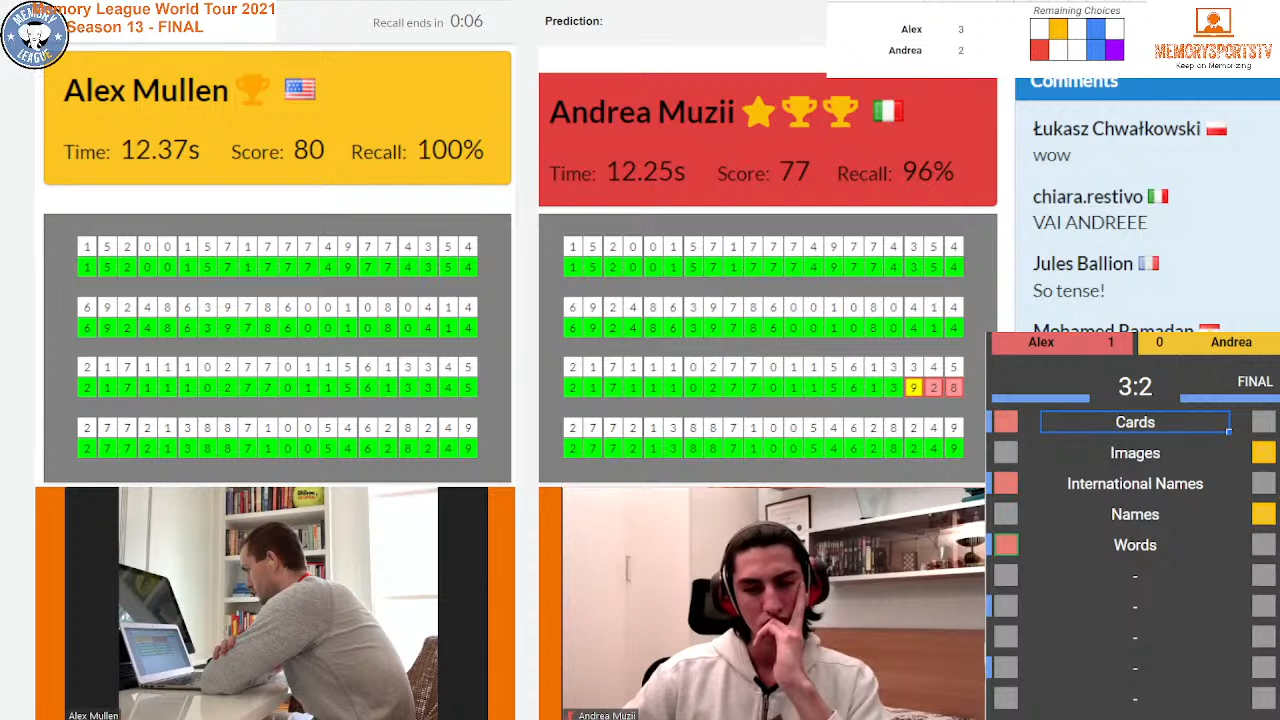 Memory League World Tour 2021
Season 13 - FINAL
MEMORY
LEAGUE
Recall ends in 0:06
Prediction:
Alex 3
Andrea 2
Remaining Choices
MEMORYSPORTSTV
Keep on Memorizing
Alex Mullen
Time: 12.37s Score: 80 Recall: 100%
Andrea Muzii
Time: 12.25s Score: 77 Recall: 96%
1 5 2 0 0 1 5 7 1 7 7 7 4 9 7 7 4 3 5 4
1 5 2 0 0 1 5 7 1 7 7 7 4 9 7 7 4 3 5 4
6 9 2 4 8 6 3 9 7 8 6 0 0 1 0 8 0 4 1 4
6 9 2 4 8 6 3 9 7 8 6 0 0 1 0 8 0 4 1 4
2 1 7 1 1 1 0 2 7 7 0 1 1 5 6 1 3 3 4 5
2 1 7 1 1 1 0 2 7 7 0 1 1 5 6 1 3 3 4 5
2 7 7 2 1 3 8 8 7 1 0 0 5 4 6 2 8 2 4 9
2 7 7 2 1 3 8 8 7 1 0 0 5 4 6 2 8 2 4 9
1 5 2 0 0 1 5 7 1 7 7 7 4 9 7 7 4 3 5 4
1 5 2 0 0 1 5 7 1 7 7 7 4 9 7 7 4 3 5 4
6 9 2 4 8 6 3 9 7 8 6 0 0 1 0 8 0 4 1 4
6 9 2 4 8 6 3 9 7 8 6 0 0 1 0 8 0 4 1 4
2 1 7 1 1 1 0 2 7 7 0 1 1 5 6 1 3 3 4 5
2 1 7 1 1 1 0 2 7 7 0 1 1 5 6 1 3 9 2 8
2 7 7 2 1 3 8 8 7 1 0 0 5 4 6 2 8 2 4 9
2 7 7 2 1 3 8 8 7 1 0 0 5 4 6 2 8 2 4 9
Comments
Łukasz Chwałkowski
wow
chiara.restivo
VAI ANDREEE
Jules Ballion
So tense!
Mohamed Ramadan
Alex 1 0 Andrea
3:2 FINAL
Cards
Images
International Names
Names
Words
-
-
-
-
-
Alex Mullen
Andrea Muzii